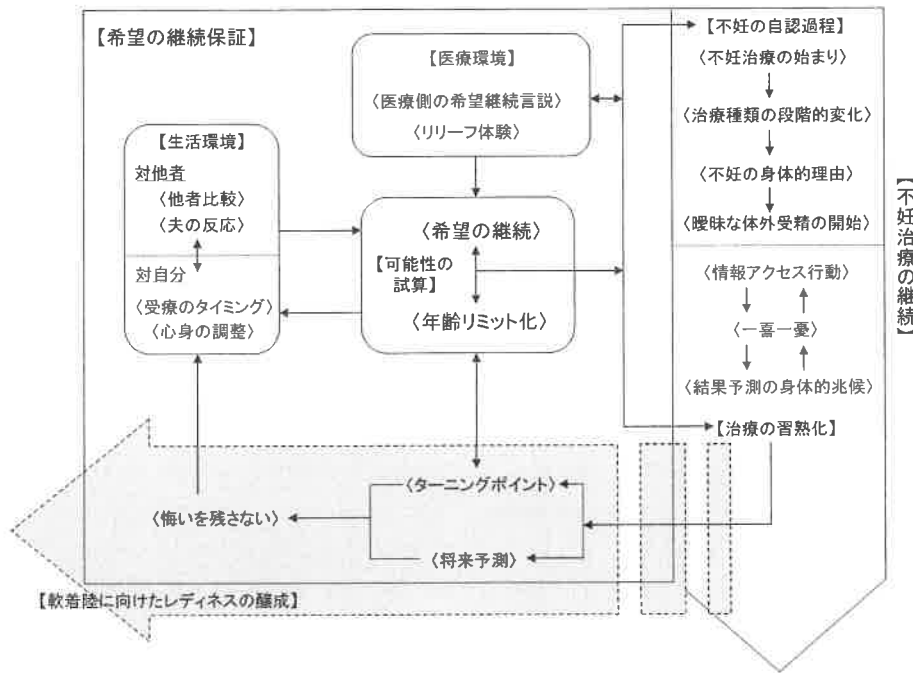 【希望の継続保証】
【医療環境】
〈医療側の希望継続言説〉
〈リリーフ体験〉
【生活環境】
対他者
〈他者比較〉
〈夫の反応〉
対自分
〈受療のタイミング〉
〈心身の調整〉
〈希望の継続〉
【可能性の
試算】
〈年齢リミット化〉
【不妊の自認過程】
〈不妊治療の始まり〉
〈治療種類の段階的変化〉
〈不妊の身体的理由〉
〈曖昧な体外受精の開始〉
〈情報アクセス行動〉
〈一喜一憂〉
〈結果予測の身体的兆候〉
【治療の習熟化】
【不妊治療の継続】
〈ターニングポイント〉
〈悔いを残さない〉
〈将来予測〉
【軟着陸に向けたレディネスの醸成】